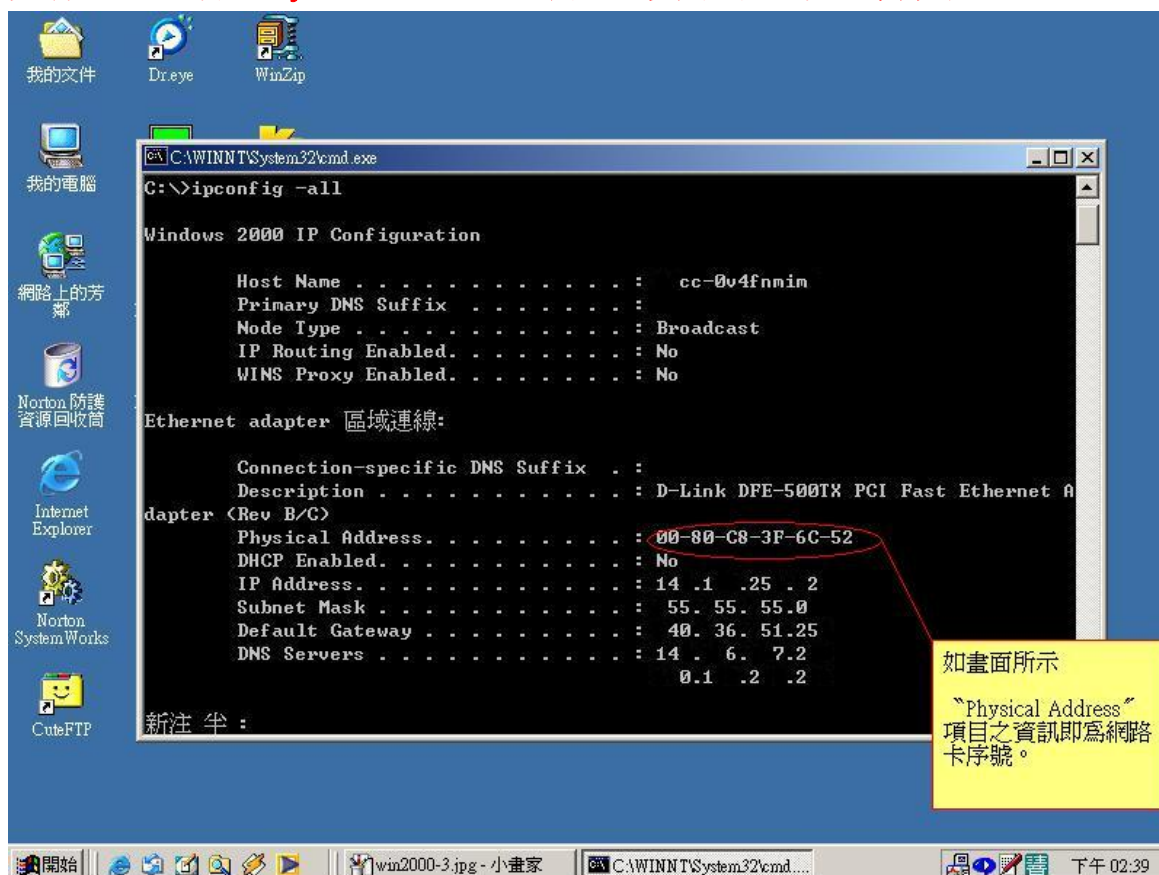 我的文件
Dr.eye
WinZip
我的電腦
網路上的芳
鄰
Norton 防護
資源回收筒
Internet
Explorer
Norton
SystemWorks
CuteFTP
C:\WINNT\System32\cmd.exe
C:\>ipconfig -all
Windows 2000 IP Configuration
Host Name . . . . . . . . . . . . : cc-0v4fnmim
Primary DNS Suffix . . . . . . . :
Node Type . . . . . . . . . . . . : Broadcast
IP Routing Enabled. . . . . . . . : No
WINS Proxy Enabled. . . . . . . . : No
Ethernet adapter 區域連線:
Connection-specific DNS Suffix . :
Description . . . . . . . . . . . : D-Link DFE-500TX PCI Fast Ethernet A
dapter (Rev B/C)
Physical Address. . . . . . . . . : 00-80-C8-3F-6C-52
DHCP Enabled. . . . . . . . . . . : No
IP Address. . . . . . . . . . . . : 14 .1 .25 . 2
Subnet Mask . . . . . . . . . . . : 55. 55. 55.0
Default Gateway . . . . . . . . . : 40. 36. 51.25
DNS Servers . . . . . . . . . . . : 14 . 6. 7.2
0.1 .2 .2
新注 半 :
如畫面所示
〝Physical Address〞
項目之資訊即為網路
卡序號。
開始
win2000-3.jpg - 小畫家
C:\WINNT\System32\cmd....
下午 02:39